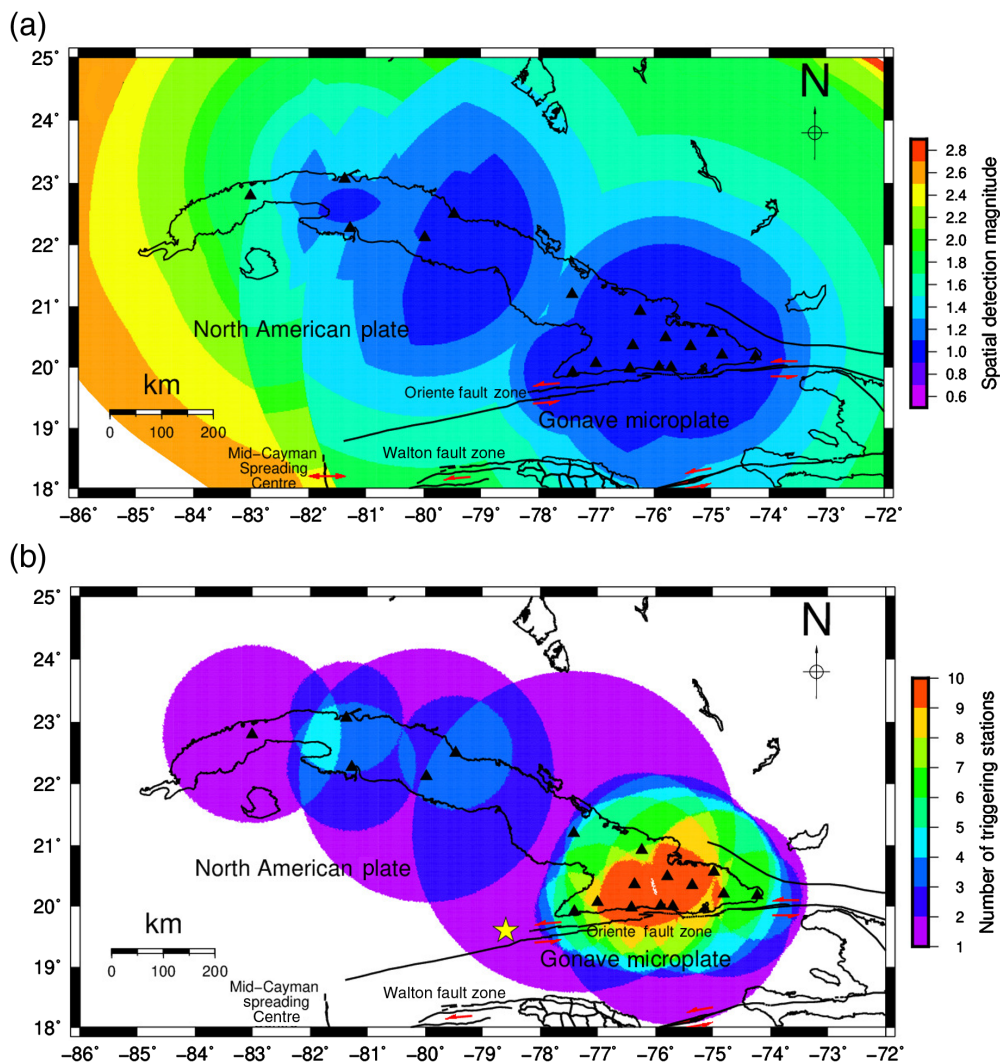 (a)
N
25˚
24˚
23˚
22˚
21˚
20˚
19˚
18˚
−86 −85 −84 −83 −82 −81 −80 −79 −78 −77 −76 −75 −74 −73 −72˚
North American plate
km
0 100 200
Oriente fault zone
Gonave microplate
Mid−Cayman
Spreading
Centre
Walton fault zone
2.8
2.6
2.4
2.2
2.0
1.8
1.6
1.4
1.2
1.0
0.8
0.6
Spatial detection magnitude
(b)
N
25˚
24˚
23˚
22˚
21˚
20˚
19˚
18˚
−86 −85 −84 −83 −82 −81 −80 −79 −78 −77 −76 −75 −74 −73 −72˚
North American plate
km
0 100 200
Oriente fault zone
Gonave microplate
Mid−Cayman
spreading
Centre
Walton fault zone
10
9
8
7
6
5
4
3
2
1
Number of triggering stations